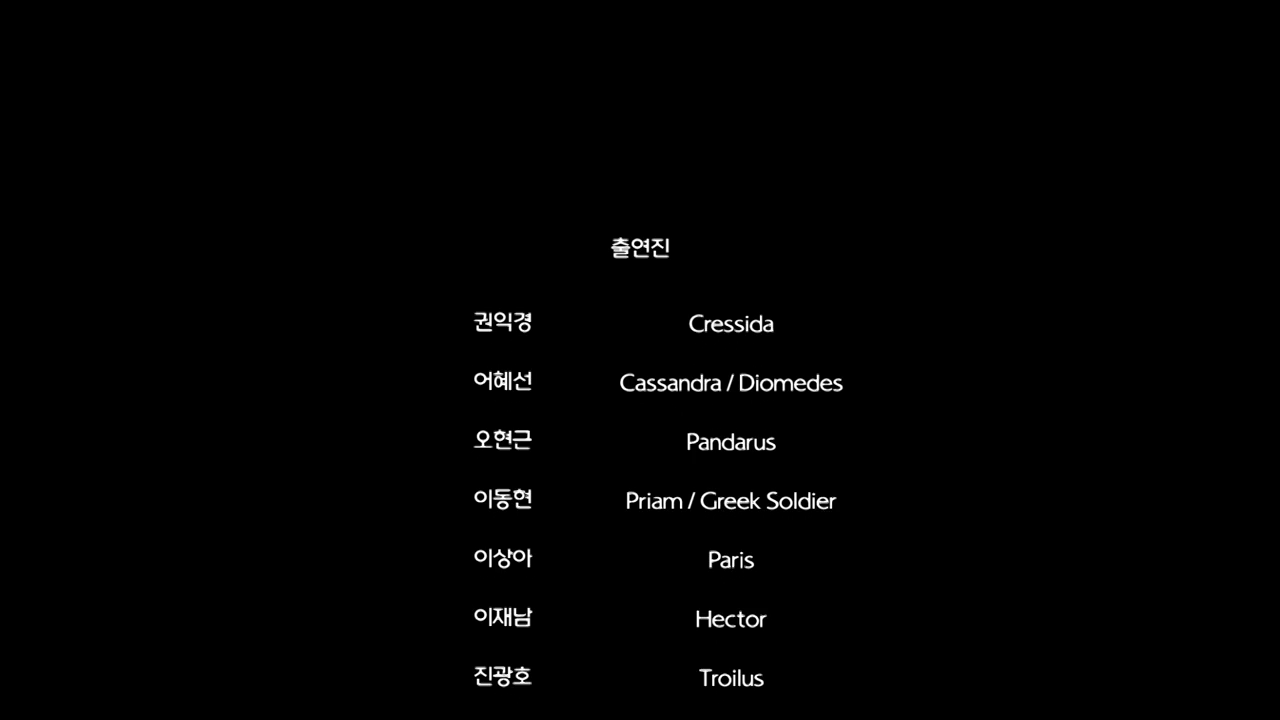 출연진
권익경 Cressida
어혜선 Cassandra / Diomedes
오현근 Pandarus
이동현 Priam / Greek Soldier
이상아 Paris
이재남 Hector
진광호 Troilus